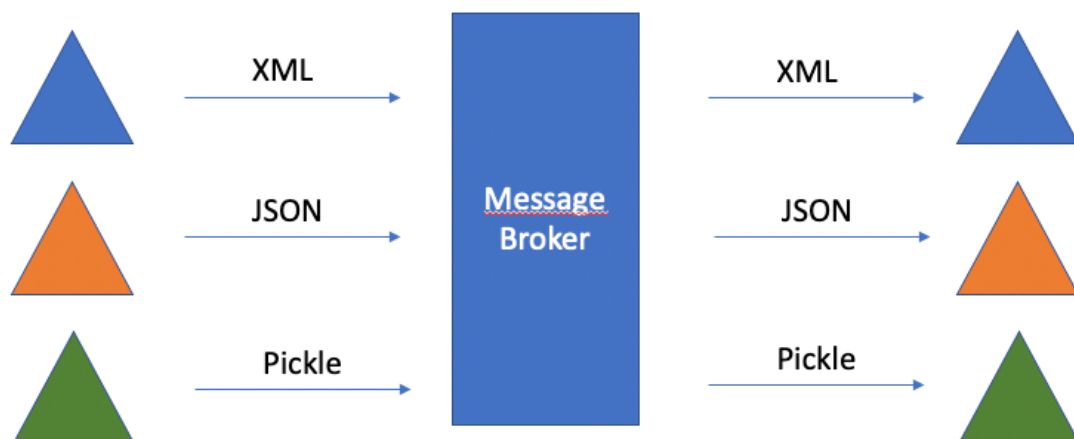 XML
XML
JSON
JSON
Message
Broker
Pickle
Pickle